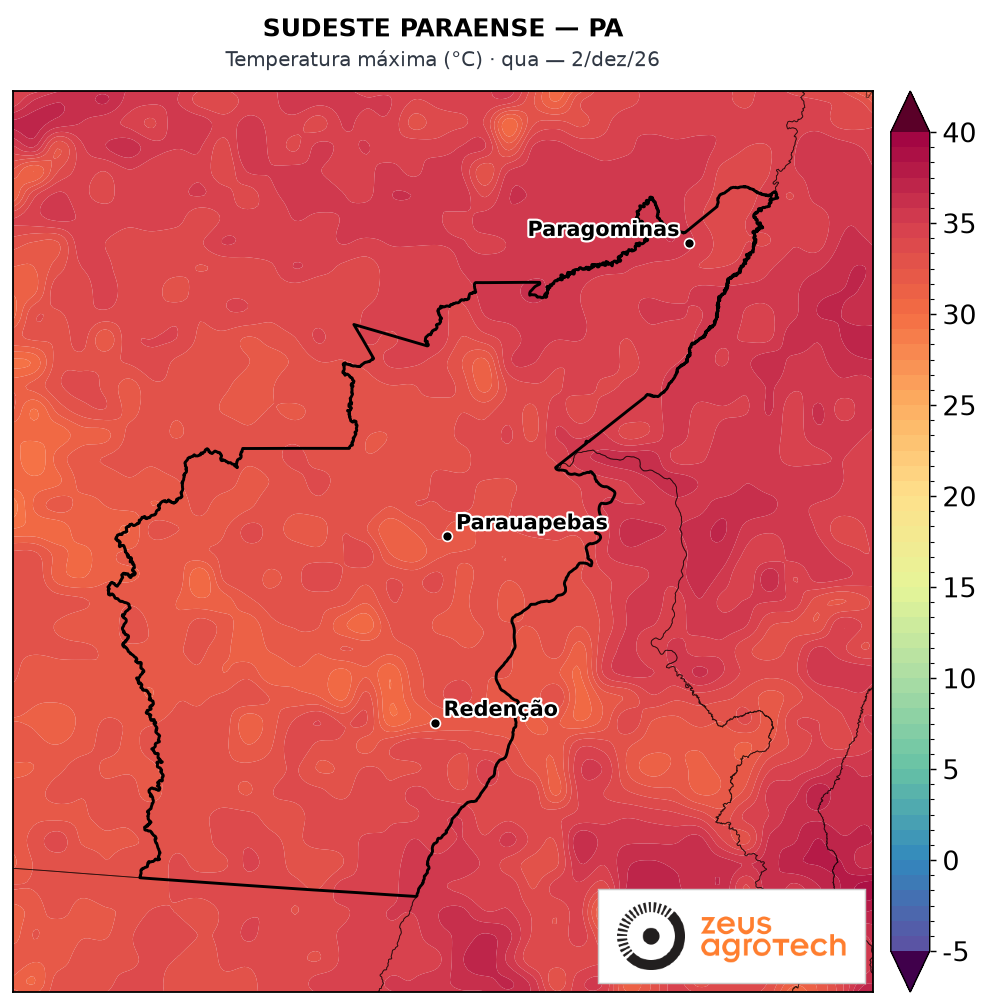 SUDESTE PARAENSE — PA
Temperatura máxima (°C) · qua — 2/dez/26
Paragominas
Parauapebas
Redenção
40
35
30
25
20
15
10
5
0
-5
zeus
agrotech